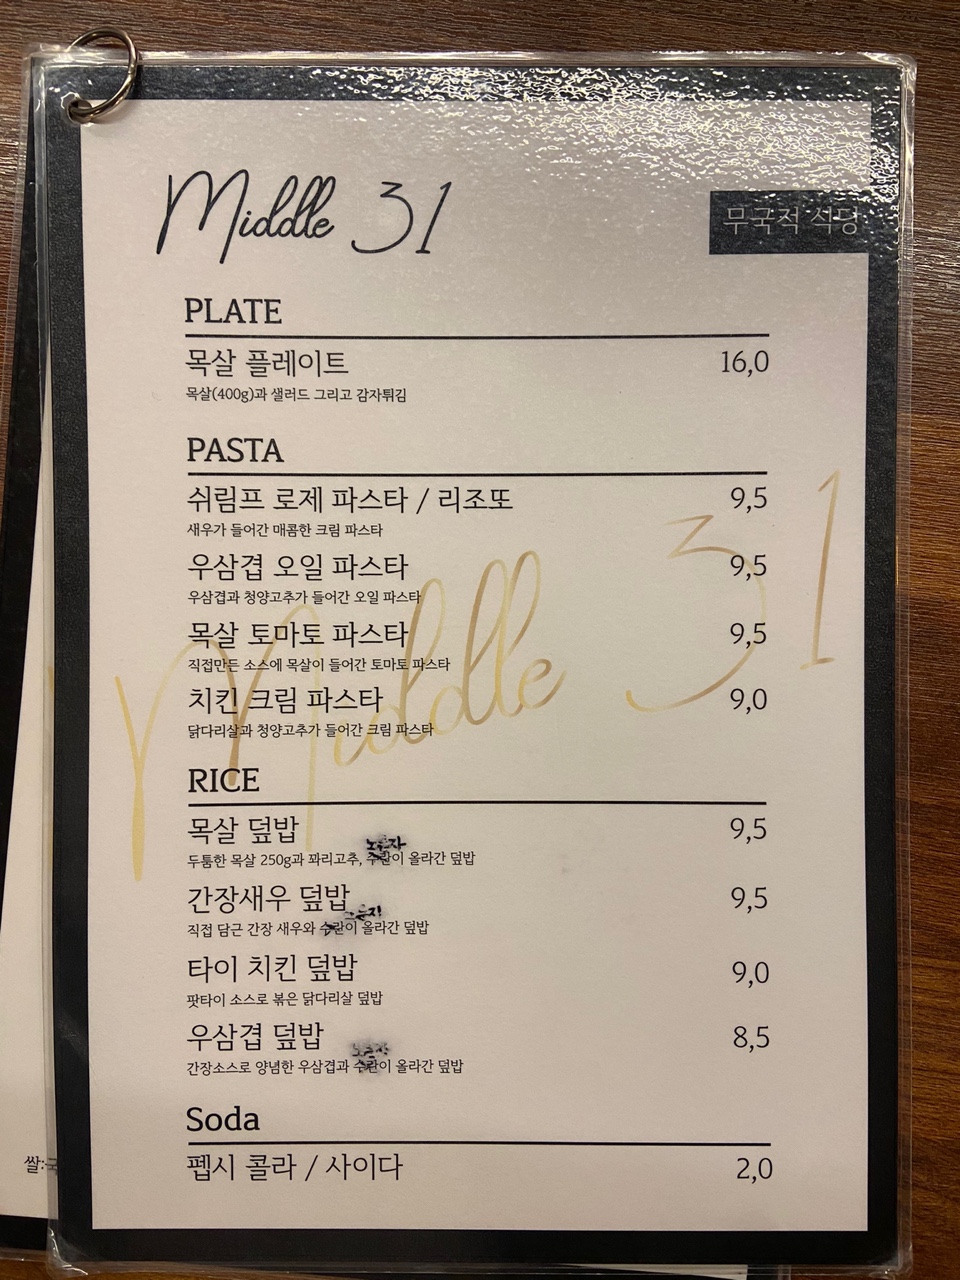 Middle 31
무국적 식당
PLATE
목살 플레이트 16,0
목살(400g)과 샐러드 그리고 감자튀김
PASTA
쉬림프 로제 파스타 / 리조또 9,5
새우가 들어간 매콤한 크림 파스타
우삼겹 오일 파스타 9,5
우삼겹과 청양고추가 들어간 오일 파스타
목살 토마토 파스타 9,5
직접만든 소스에 목살이 들어간 토마토 파스타
치킨 크림 파스타 9,0
닭다리살과 청양고추가 들어간 크림 파스타
Middle 31
RICE
목살 덮밥 9,5
노른자
두툼한 목살 250g과 꽈리고추, 수란이 올라간 덮밥
간장새우 덮밥 9,5
직접 담근 간장 새우와 수란이 올라간 덮밥
타이 치킨 덮밥 9,0
팟타이 소스로 볶은 닭다리살 덮밥
우삼겹 덮밥 8,5
간장소스로 양념한 우삼겹과 수란이 올라간 덮밥
Soda
펩시 콜라 / 사이다 2,0
쌀:국